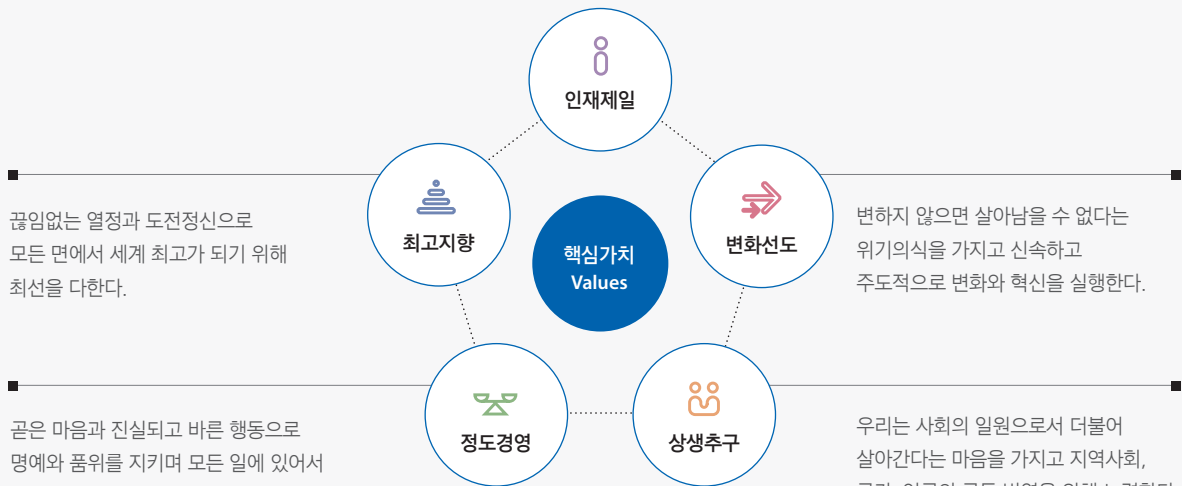 인재제일
최고지향
끊임없는 열정과 도전정신으로
모든 면에서 세계 최고가 되기 위해
최선을 다한다.
핵심가치
Values
변화선도
변하지 않으면 살아남을 수 없다는
위기의식을 가지고 신속하고
주도적으로 변화와 혁신을 실행한다.
정도경영
곧은 마음과 진실되고 바른 행동으로
명예와 품위를 지키며 모든 일에 있어서
상생추구
우리는 사회의 일원으로서 더불어
살아간다는 마음을 가지고 지역사회,